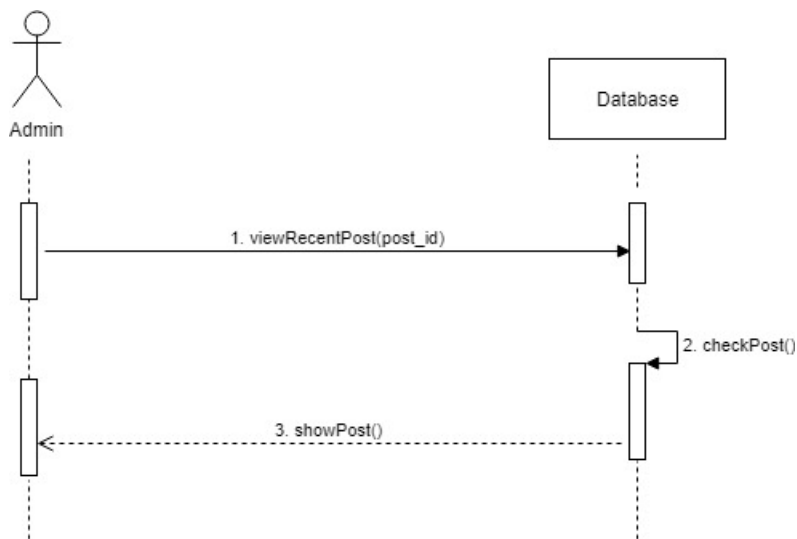 Admin
Database
1. viewRecentPost(post_id)
2. checkPost()
3. showPost()